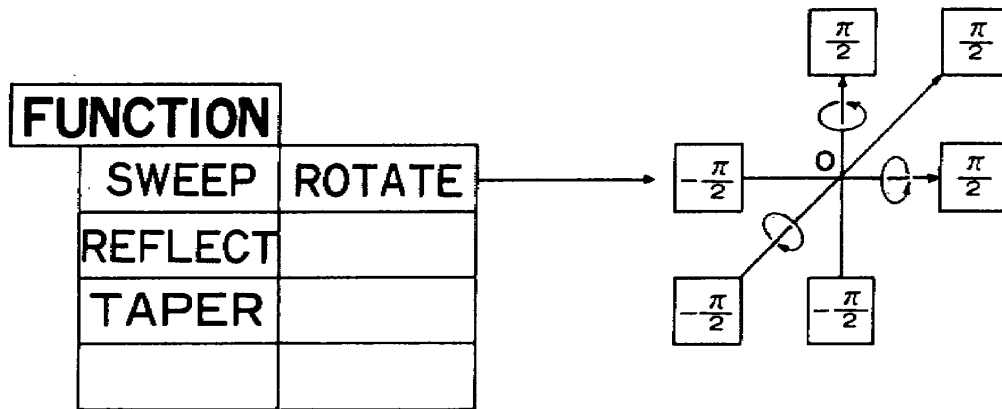 FUNCTION
SWEEP ROTATE
REFLECT
TAPER
π/2 π/2
-π/2 O π/2
-π/2 -π/2